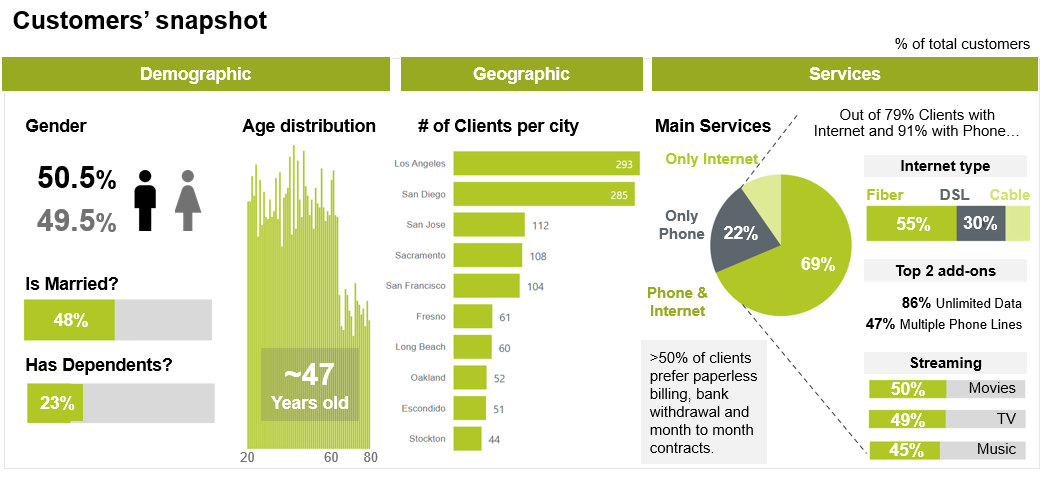 Customers’ snapshot
% of total customers
Demographic
Gender
50.5%
49.5%
Is Married?
48%
Has Dependents?
23%
Age distribution
~47
Years old
20 60 80
Geographic
# of Clients per city
Los Angeles 293
San Diego 285
San Jose 112
Sacramento 108
San Francisco 104
Fresno 61
Long Beach 60
Oakland 52
Escondido 51
Stockton 44
Services
Main Services
Only Internet
Only
Phone
22%
69%
Phone &
Internet
>50% of clients
prefer paperless
billing, bank
withdrawal and
month to month
contracts.
Out of 79% Clients with
Internet and 91% with Phone…
Internet type
Fiber DSL Cable
55% 30%
Top 2 add-ons
86% Unlimited Data
47% Multiple Phone Lines
Streaming
50% Movies
49% TV
45% Music